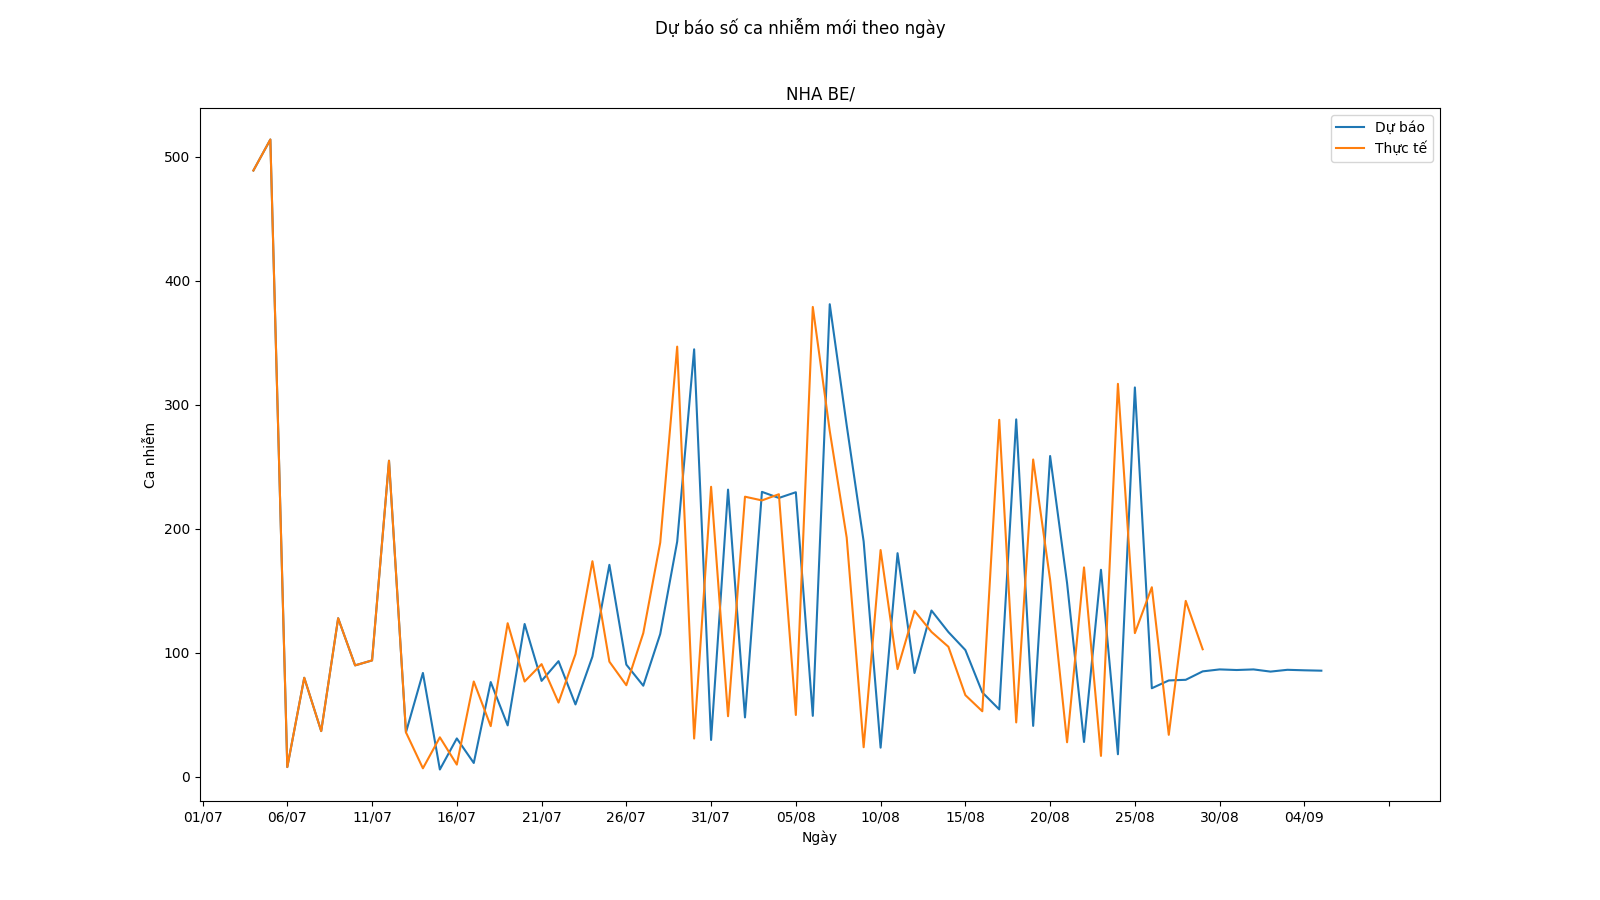 Dự báo số ca nhiễm mới theo ngày
NHA BE/
Dự báo
Thực tế
500
400
300
200
100
0
Ca nhiễm
01/07 06/07 11/07 16/07 21/07 26/07 31/07 05/08 10/08 15/08 20/08 25/08 30/08 04/09
Ngày